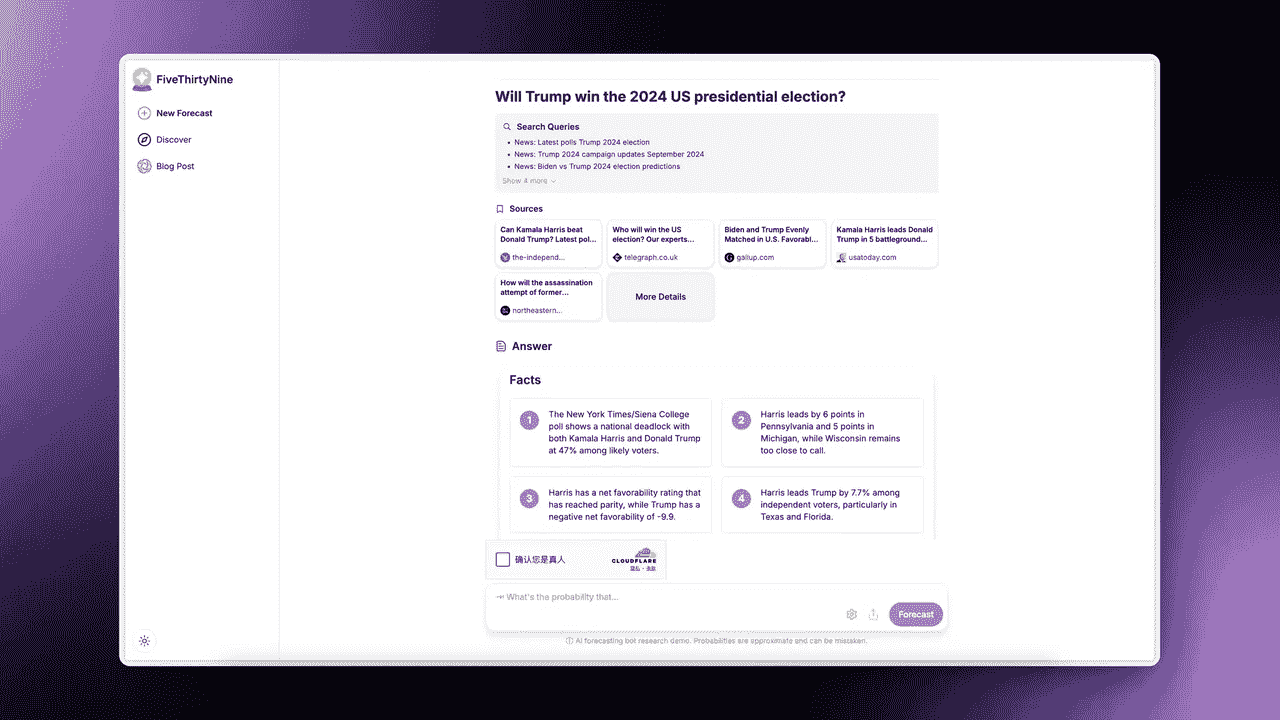 FiveThirtyNine
New Forecast
Discover
Blog Post
Will Trump win the 2024 US presidential election?
Search Queries
• News: Latest polls Trump 2024 election
• News: Trump 2024 campaign updates September 2024
• News: Biden vs Trump 2024 election predictions
Show 4 more
Sources
Can Kamala Harris beat
Donald Trump? Latest pol...
the-independ...
Who will win the US
election? Our experts...
telegraph.co.uk
Biden and Trump Evenly
Matched in U.S. Favorabl...
gallup.com
Kamala Harris leads Donald
Trump in 5 battleground...
usatoday.com
How will the assassination
attempt of former...
northeastern...
More Details
Answer
Facts
1
The New York Times/Siena College
poll shows a national deadlock with
both Kamala Harris and Donald Trump
at 47% among likely voters.
2
Harris leads by 6 points in
Pennsylvania and 5 points in
Michigan, while Wisconsin remains
too close to call.
3
Harris has a net favorability rating that
has reached parity, while Trump has a
negative net favorability of -9.9.
4
Harris leads Trump by 7.7% among
independent voters, particularly in
Texas and Florida.
确认您是真人
CLOUDFLARE
隐私 • 条款
What's the probability that...
Forecast
AI forecasting bot research demo. Probabilities are approximate and can be mistaken.